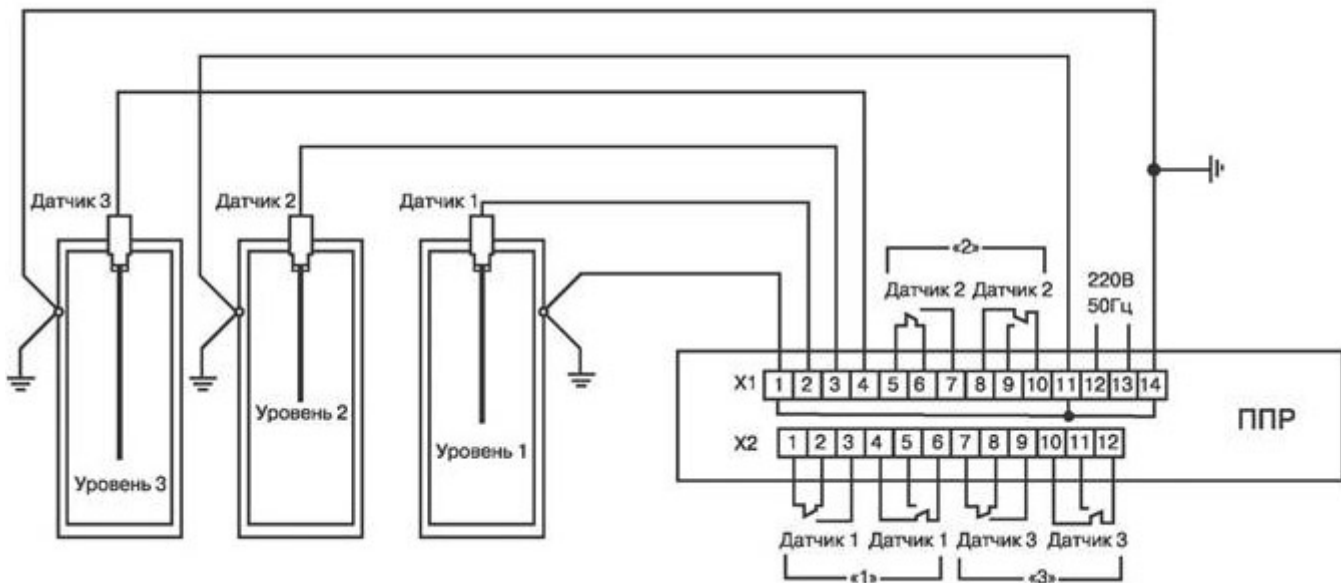 Датчик 3
Датчик 2
Датчик 1
Уровень 3
Уровень 2
Уровень 1
«2»
Датчик 2 Датчик 2
220В
50Гц
X1 1 2 3 4 5 6 7 8 9 10 11 12 13 14
ППР
X2 1 2 3 4 5 6 7 8 9 10 11 12
Датчик 1 Датчик 1 Датчик 3 Датчик 3
«1» «3»